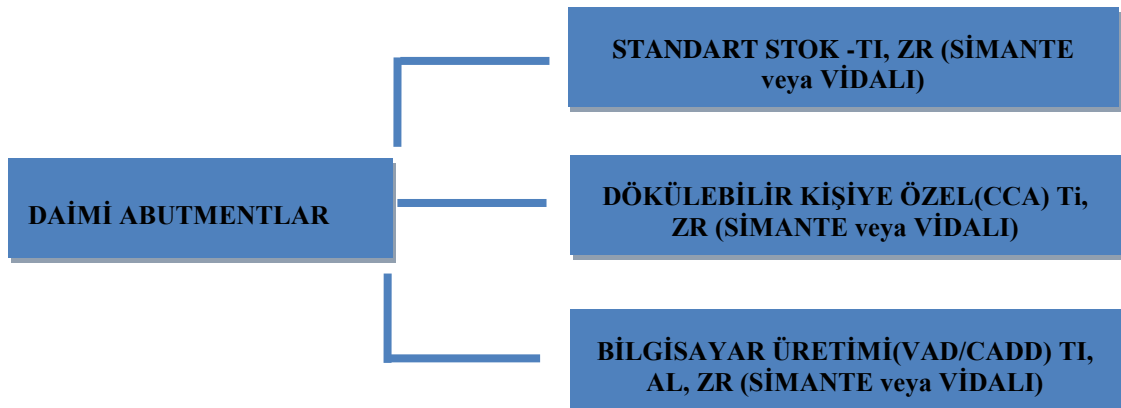 STANDART STOK -TI, ZR (SİMANTE
veya VİDALI)
DAİMİ ABUTMENTLAR
DÖKÜLEBİLİR KİŞİYE ÖZEL(CCA) Ti,
ZR (SİMANTE veya VİDALI)
BİLGİSAYAR ÜRETİMİ(VAD/CADD) TI,
AL, ZR (SİMANTE veya VİDALI)